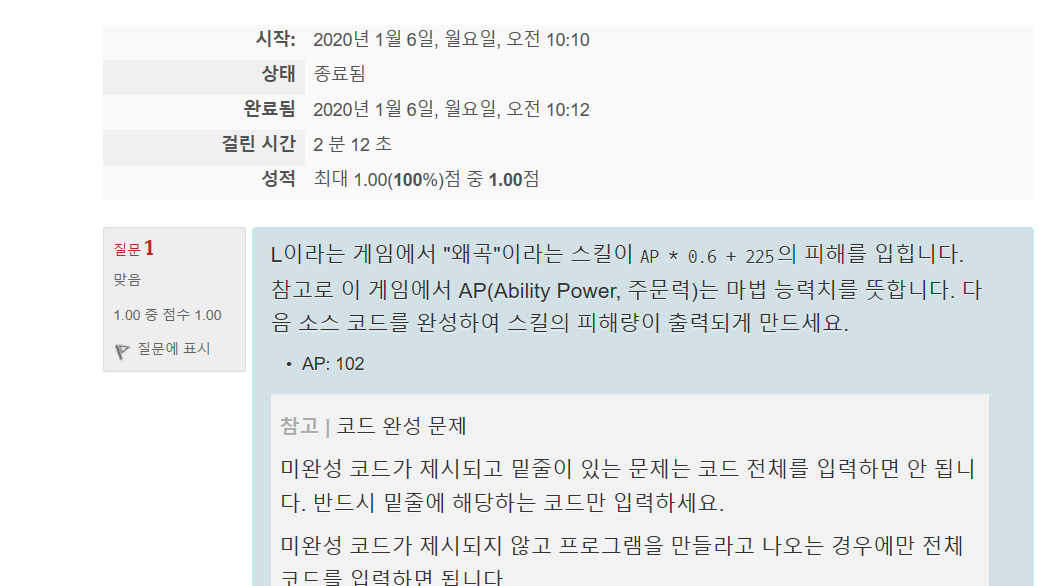 시작: 2020년 1월 6일, 월요일, 오전 10:10
상태 종료됨
완료됨 2020년 1월 6일, 월요일, 오전 10:12
걸린 시간 2 분 12 초
성적 최대 1.00(100%)점 중 1.00점
질문 1
맞음
1.00 중 점수 1.00
질문에 표시
L이라는 게임에서 "왜곡"이라는 스킬이 AP * 0.6 + 225의 피해를 입힙니다.
참고로 이 게임에서 AP(Ability Power, 주문력)는 마법 능력치를 뜻합니다. 다
음 소스 코드를 완성하여 스킬의 피해량이 출력되게 만드세요.
• AP: 102
참고 | 코드 완성 문제
미완성 코드가 제시되고 밑줄이 있는 문제는 코드 전체를 입력하면 안 됩니
다. 반드시 밑줄에 해당하는 코드만 입력하세요.
미완성 코드가 제시되지 않고 프로그램을 만들라고 나오는 경우에만 전체
코드를 입력하면 됩니다